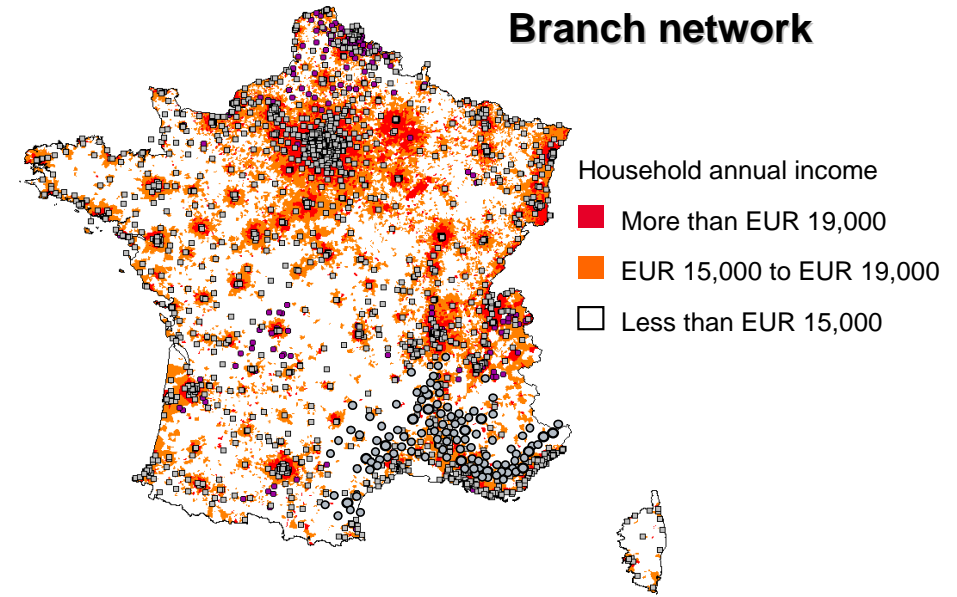 Branch network
Household annual income
More than EUR 19,000
EUR 15,000 to EUR 19,000
Less than EUR 15,000